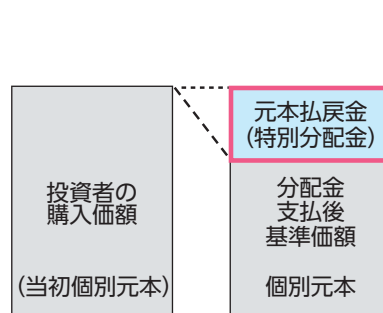 投資者の
購入価額
(当初個別元本)
元本払戻金
(特別分配金)
分配金
支払後
基準価額
個別元本